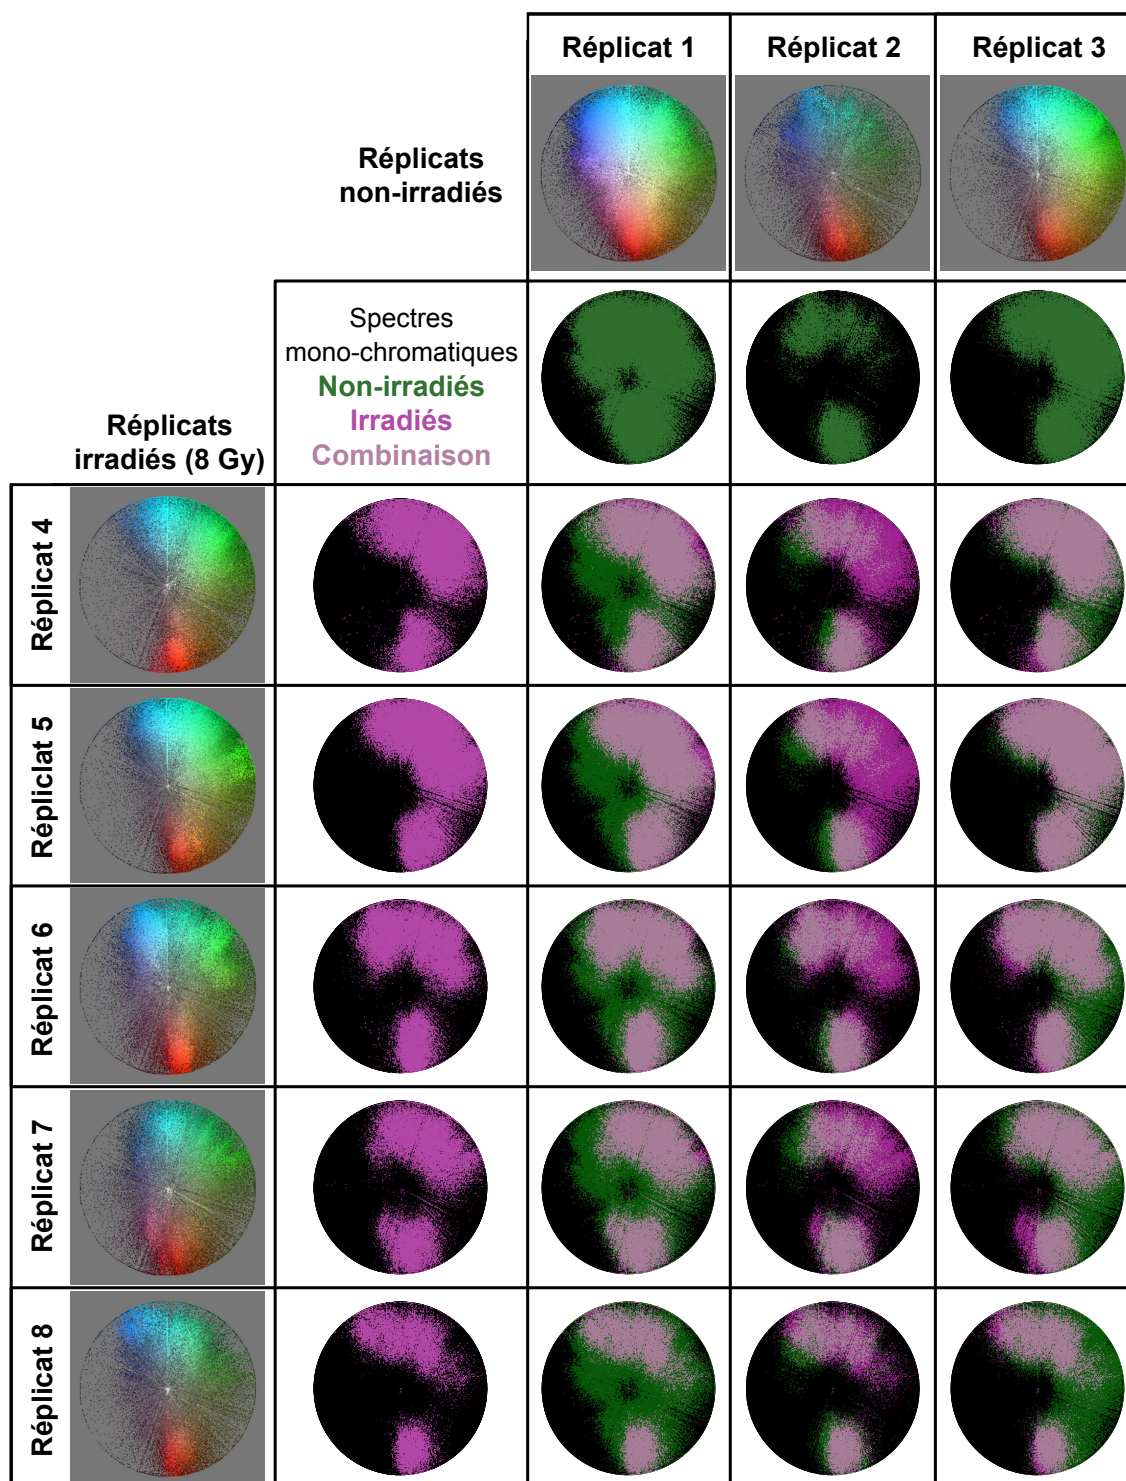 Réplicat 1
Réplicat 2
Réplicat 3
Réplicats
non-irradiés
Spectres
mono-chromatiques
Non-irradiés
Irradiés
Combinaison
Réplicats
irradiés (8 Gy)
Réplicat 4
Répliclat 5
Réplicat 6
Réplicat 7
Réplicat 8